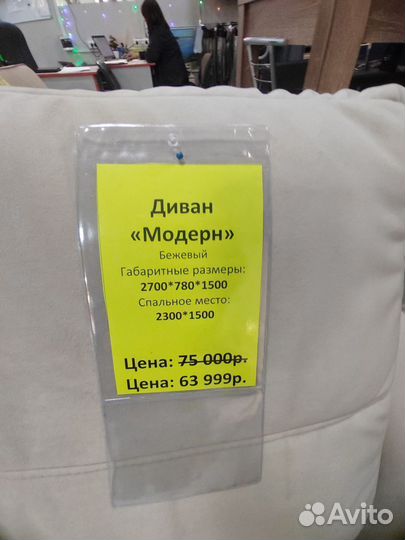 Диван
«Модерн»
Бежевый
Габаритные размеры:
2700*780*1500
Спальное место:
2300*1500
Цена: 75 000р.
Цена: 63 999р.
Avito